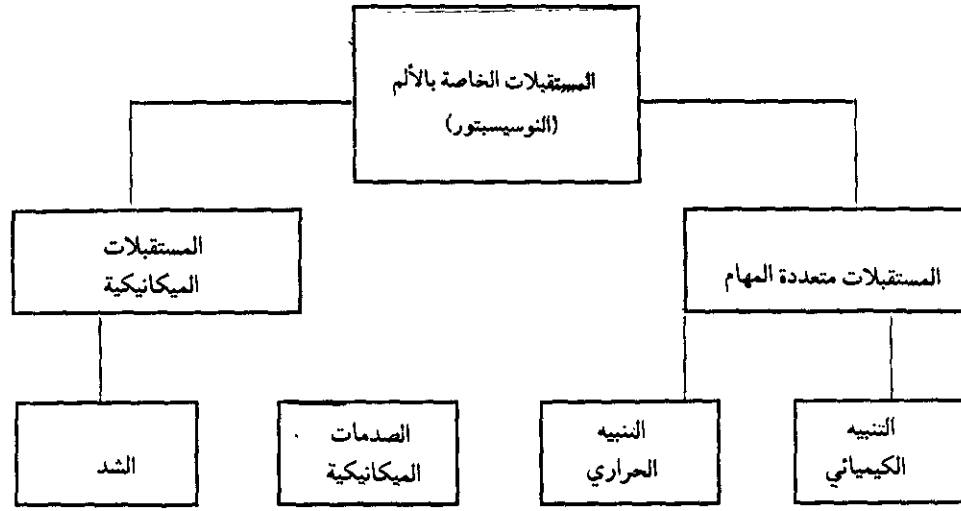 المستقبلات الخاصة بالألم
(النوسيسبتور)
المستقبلات متعددة المهام
المستقبلات
الميكانيكية
التنبيه
الكيميائي
التنبيه
الحراري
الصدمات
الميكانيكية
الشد